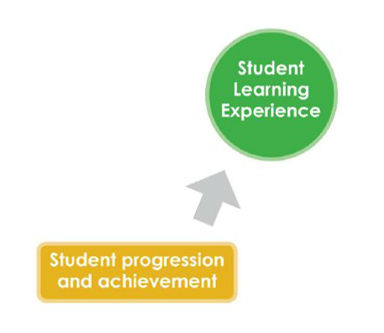 Student
Learning
Experience
Student progression
and achievement